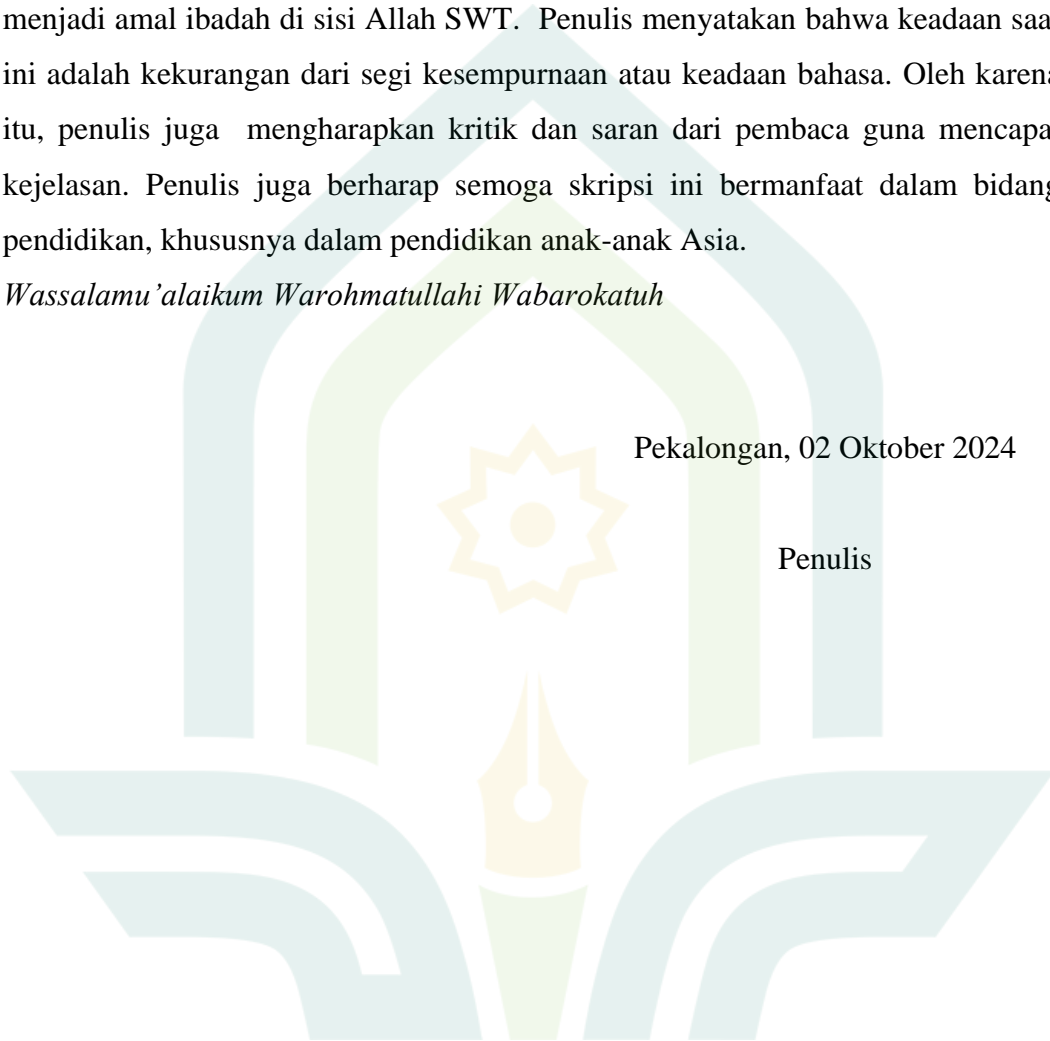 menjadi amal ibadah di sisi Allah SWT.  Penulis menyatakan bahwa keadaan saa
ini adalah kekurangan dari segi kesempurnaan atau keadaan bahasa. Oleh karena
itu, penulis juga  mengharapkan kritik dan saran dari pembaca guna mencapa
kejelasan. Penulis juga berharap semoga skripsi ini bermanfaat dalam bidang
pendidikan, khususnya dalam pendidikan anak-anak Asia.
Wassalamu’alaikum Warohmatullahi Wabarokatuh
Pekalongan, 02 Oktober 2024
Penulis